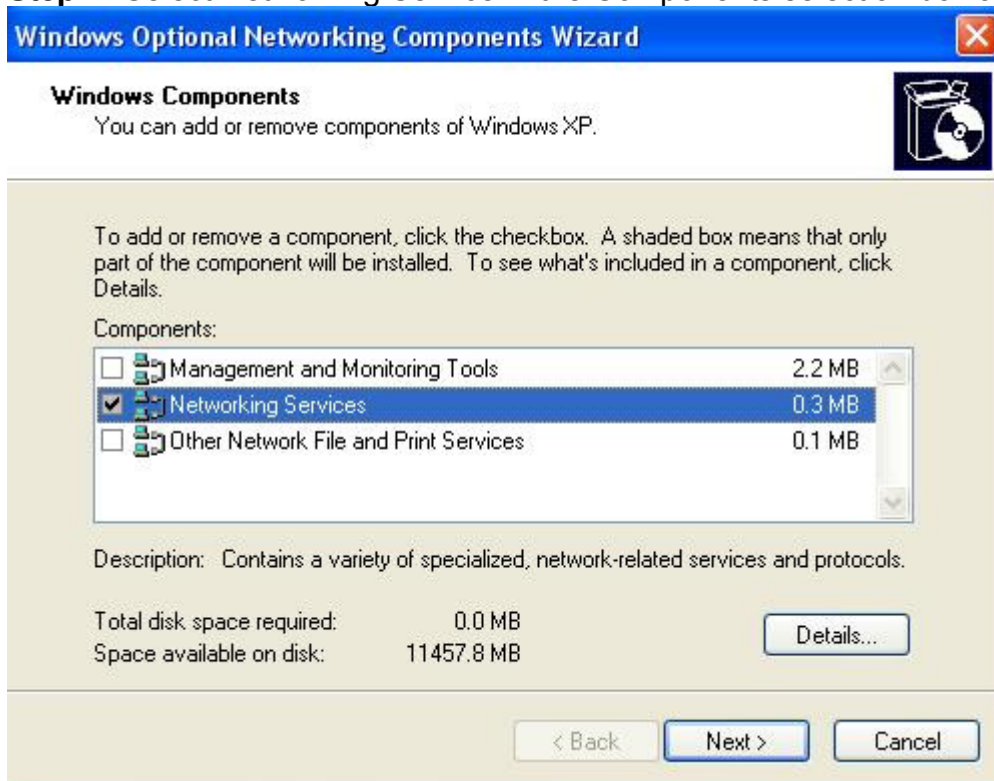 Windows Optional Networking Components Wizard
Windows Components
You can add or remove components of Windows XP.
To add or remove a component, click the checkbox. A shaded box means that only
part of the component will be installed. To see what's included in a component, click
Details.
Components:
Management and Monitoring Tools 2.2 MB
Networking Services 0.3 MB
Other Network File and Print Services 0.1 MB
Description: Contains a variety of specialized, network-related services and protocols.
Total disk space required: 0.0 MB
Space available on disk: 11457.8 MB
Details...
< Back Next > Cancel